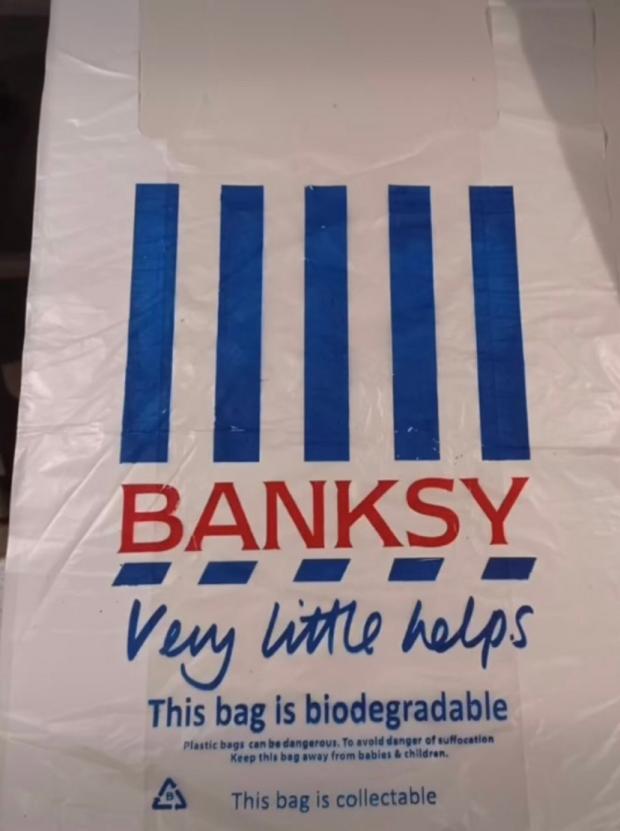 BANKSY
Very little helps
This bag is biodegradable
Plastic bags can be dangerous. To avoid danger of suffocation
Keep this bag away from babies & children.
B
This bag is collectable